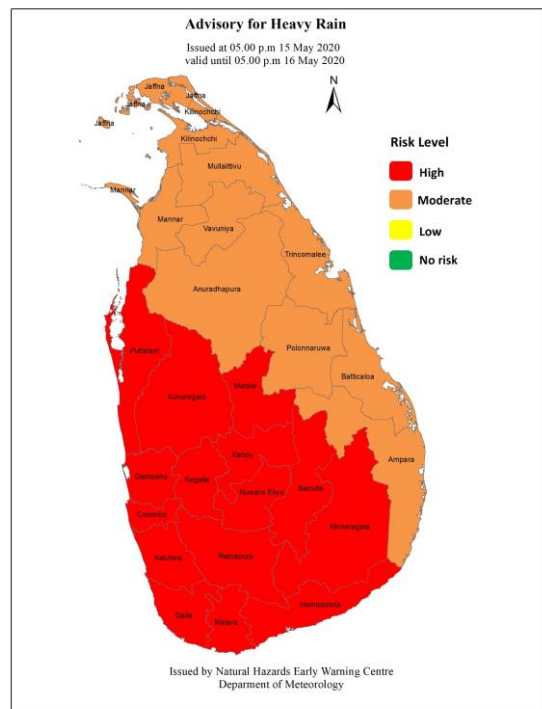 Advisory for Heavy Rain
Issued at 05.00 p.m 15 May 2020
valid until 05.00 p.m 16 May 2020
N
Jaffna
Jaffna
Jaffna
Jaffna
Kilinochchi
Kilinochchi
Mullaittivu
Mannar
Mannar
Vavuniya
Trincomalee
Anuradhapura
Risk Level
High
Moderate
Low
No risk
Puttalam
Polonnaruwa
Batticaloa
Matale
Kurunegala
Kandy
Ampara
Gampaha
Kegalle
Nuwara Eliya
Badulla
Moneragala
Colombo
Kalutara
Ratnapura
Hambantota
Galle
Matara
Issued by Natural Hazards Early Warning Centre
Deparment of Meteorology